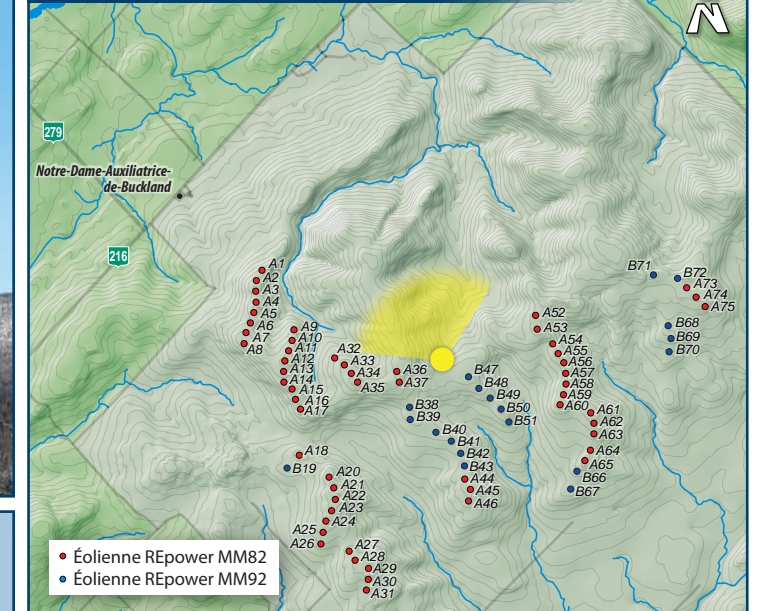 N
279
Notre-Dame-Auxiliatrice-
de-Buckland
216
A1
A2
A3
A4
A5
A6
A7
A8
A9
A10
A11
A12
A13
A14
A15
A16
A17
A32
A33
A34
A35
A36
A37
B38
B39
B40
B41
B42
B43
A44
A45
A46
B47
B48
B49
B50
B51
A52
A53
A54
A55
A56
A57
A58
A59
A60
A61
A62
A63
A64
A65
B66
B67
B71
B72
A73
A74
A75
B68
B69
B70
A18
B19
A20
A21
A22
A23
A24
A25
A26
A27
A28
A29
A30
A31
Éolienne REpower MM82
Éolienne REpower MM92